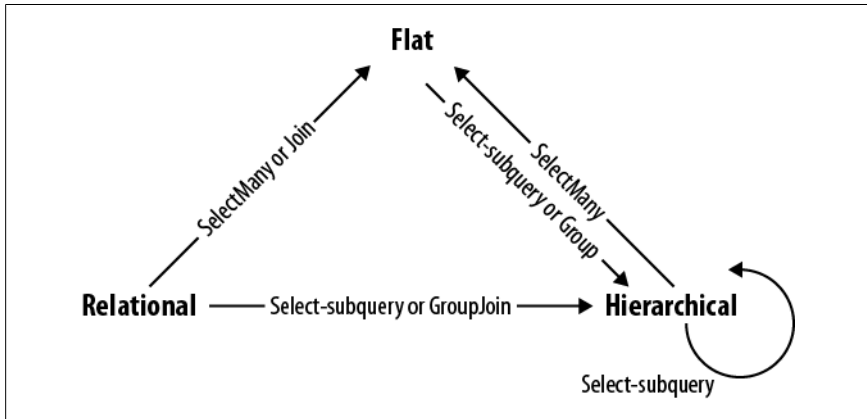 Flat
SelectMany or Join
Select-subquery or Group
SelectMany
Relational
Select-subquery or GroupJoin
Hierarchical
Select-subquery